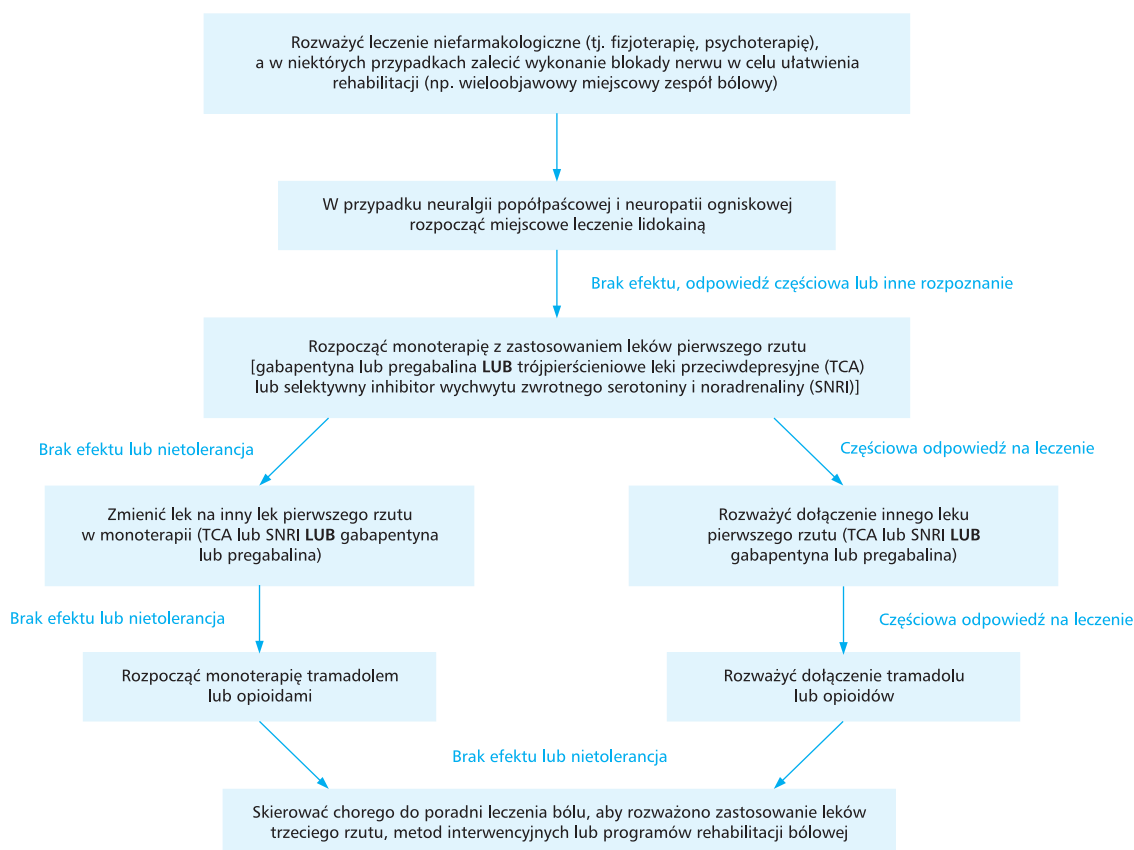 Rozważyć leczenie niefarmakologiczne (tj. fizjoterapię, psychoterapię),
a w niektórych przypadkach zalecić wykonanie blokady nerwu w celu ułatwienia
rehabilitacji (np. wieloobjawowy miejscowy zespół bólowy)
W przypadku neuralgii popółpaścowej i neuropatii ogniskowej
rozpocząć miejscowe leczenie lidokainą
Brak efektu, odpowiedź częściowa lub inne rozpoznanie
Rozpocząć monoterapię z zastosowaniem leków pierwszego rzutu
[gabapentyna lub pregabalina LUB trójpierścieniowe leki przeciwdepresyjne (TCA)
lub selektywny inhibitor wychwytu zwrotnego serotoniny i noradrenaliny (SNRI)]
Brak efektu lub nietolerancja
Częściowa odpowiedź na leczenie
Zmienić lek na inny lek pierwszego rzutu
w monoterapii (TCA lub SNRI LUB gabapentyna
lub pregabalina)
Rozważyć dołączenie innego leku
pierwszego rzutu (TCA lub SNRI LUB
gabapentyna lub pregabalina)
Brak efektu lub nietolerancja
Częściowa odpowiedź na leczenie
Rozpocząć monoterapię tramadolem
lub opioidami
Rozważyć dołączenie tramadolu
lub opioidów
Brak efektu lub nietolerancja
Skierować chorego do poradni leczenia bólu, aby rozważono zastosowanie leków
trzeciego rzutu, metod interwencyjnych lub programów rehabilitacji bólowej